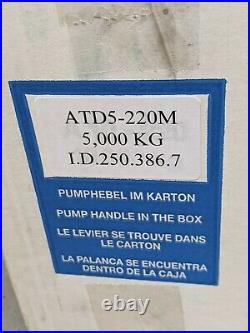 ATD5-220M
5,000 KG
I.D.250.386.7
PUMPHEBEL IM KARTON
PUMP HANDLE IN THE BOX
LE LEVIER SE TROUVE DANS
LE CARTON
LA PALANCA SE ENCUENTRA
DENTRO DE LA CAJA